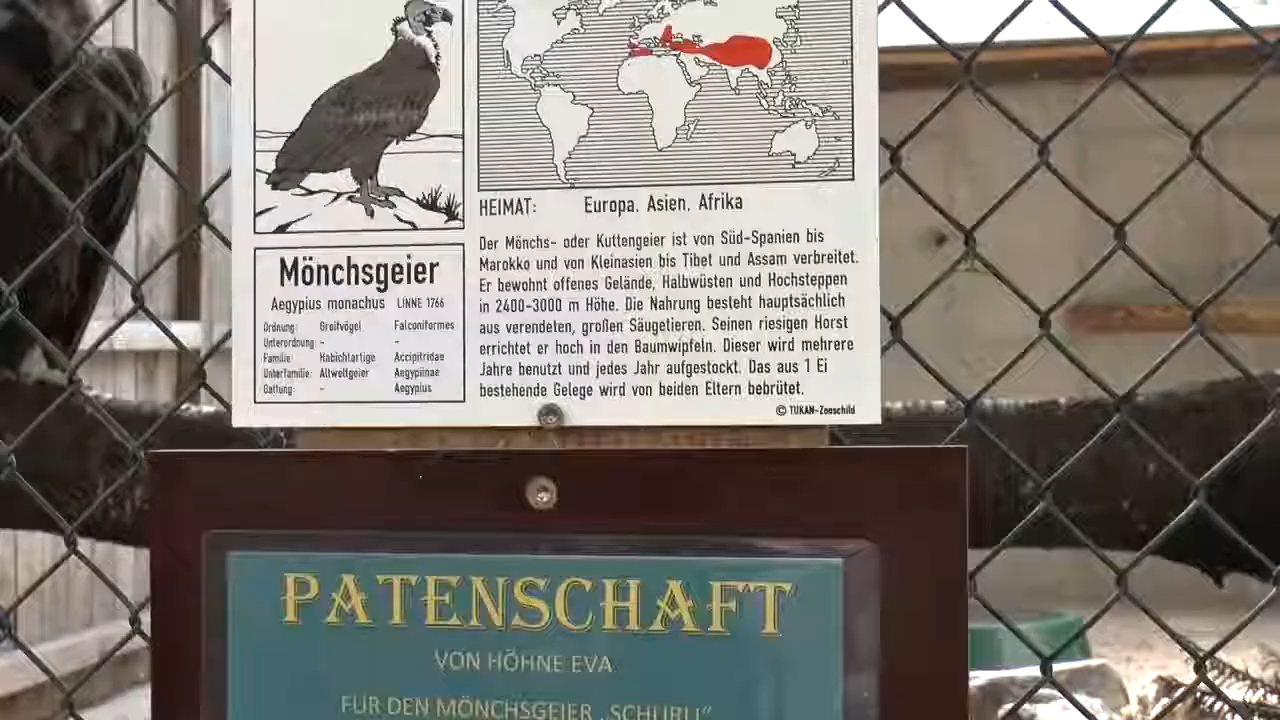 Mönchsgeier
Aegypius monachus LINNE 1766
Ordnung: Greifvögel Falconiformes
Unterordnung: - -
Familie: Habichtartige Accipitridae
Unterfamilie: Altweltgeier Aegypiinae
Gattung: - Aegypius
HEIMAT: Europa. Asien. Afrika
Der Mönchs- oder Kuttengeier ist von Süd-Spanien bis
Marokko und von Kleinasien bis Tibet und Assam verbreitet.
Er bewohnt offenes Gelände, Halbwüsten und Hochsteppen
in 2400-3000 m Höhe. Die Nahrung besteht hauptsächlich
aus verendeten, großen Säugetieren. Seinen riesigen Horst
errichtet er hoch in den Baumwipfeln. Dieser wird mehrere
Jahre benutzt und jedes Jahr aufgestockt. Das aus 1 Ei
bestehende Gelege wird von beiden Eltern bebrütet.
© TUKAN-Zooschild
PATENSCHAFT
VON HÖHNE EVA
FÜR DEN MÖNCHSGEIER „SCHURLI“